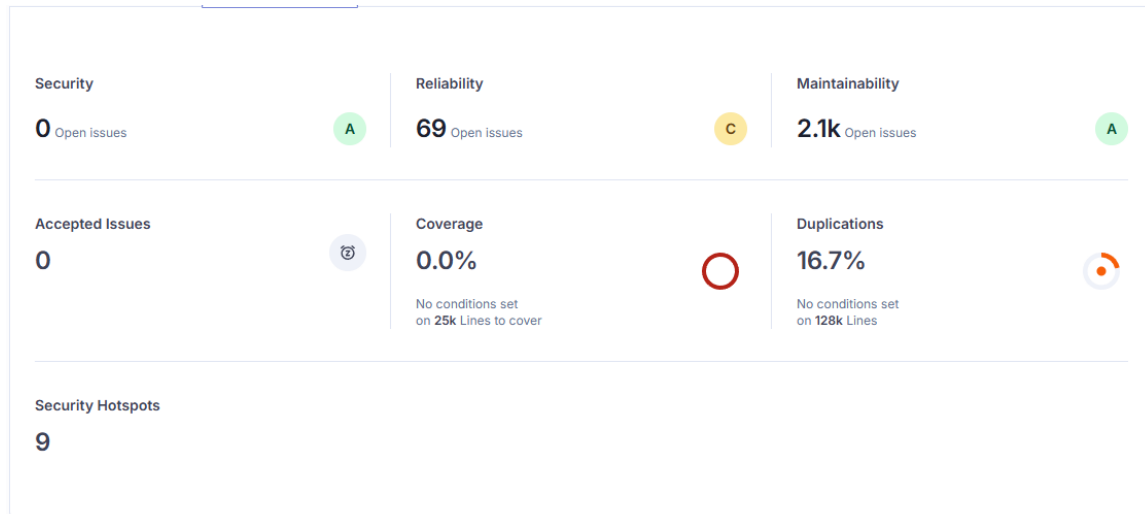 Security
0 Open issues
A
Reliability
69 Open issues
C
Maintainability
2.1k Open issues
A
Accepted Issues
0
Coverage
0.0%
No conditions set
on 25k Lines to cover
Duplications
16.7%
No conditions set
on 128k Lines
Security Hotspots
9